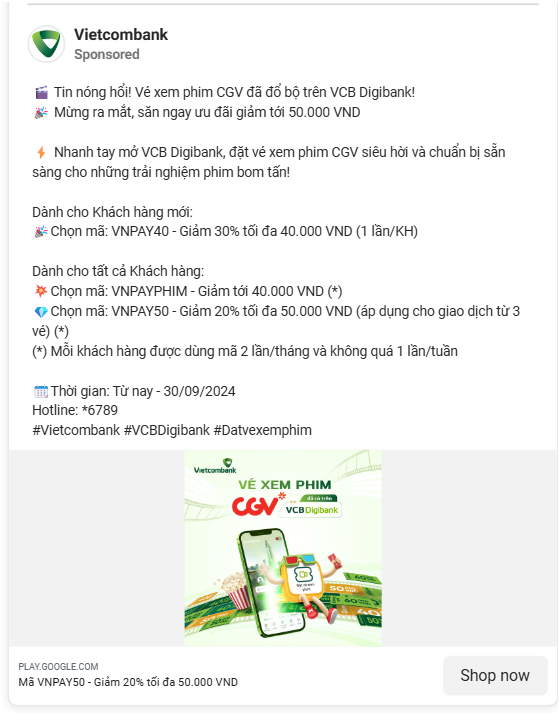 Vietcombank
Sponsored
🎬 Tin nóng hổi! Vé xem phim CGV đã đổ bộ trên VCB Digibank!
🎉 Mừng ra mắt, săn ngay ưu đãi giảm tới 50.000 VND
⚡ Nhanh tay mở VCB Digibank, đặt vé xem phim CGV siêu hời và chuẩn bị sẵn
sàng cho những trải nghiệm phim bom tấn!
Dành cho Khách hàng mới:
🎉 Chọn mã: VNPAY40 - Giảm 30% tối đa 40.000 VND (1 lần/KH)
Dành cho tất cả Khách hàng:
💥 Chọn mã: VNPAYPHIM - Giảm tới 40.000 VND (*)
💎 Chọn mã: VNPAY50 - Giảm 20% tối đa 50.000 VND (áp dụng cho giao dịch từ 3
vé) (*)
(*) Mỗi khách hàng được dùng mã 2 lần/tháng và không quá 1 lần/tuần
🗓️Thời gian: Từ nay - 30/09/2024
Hotline: *6789
#Vietcombank #VCBDigibank #Datvexemphim
Vietcombank
VÉ XEM PHIM
CGV* đã có trên
VCB Digibank
Đặt vé xem
phim
50
50
PLAY.GOOGLE.COM
Mã VNPAY50 - Giảm 20% tối đa 50.000 VND
Shop now